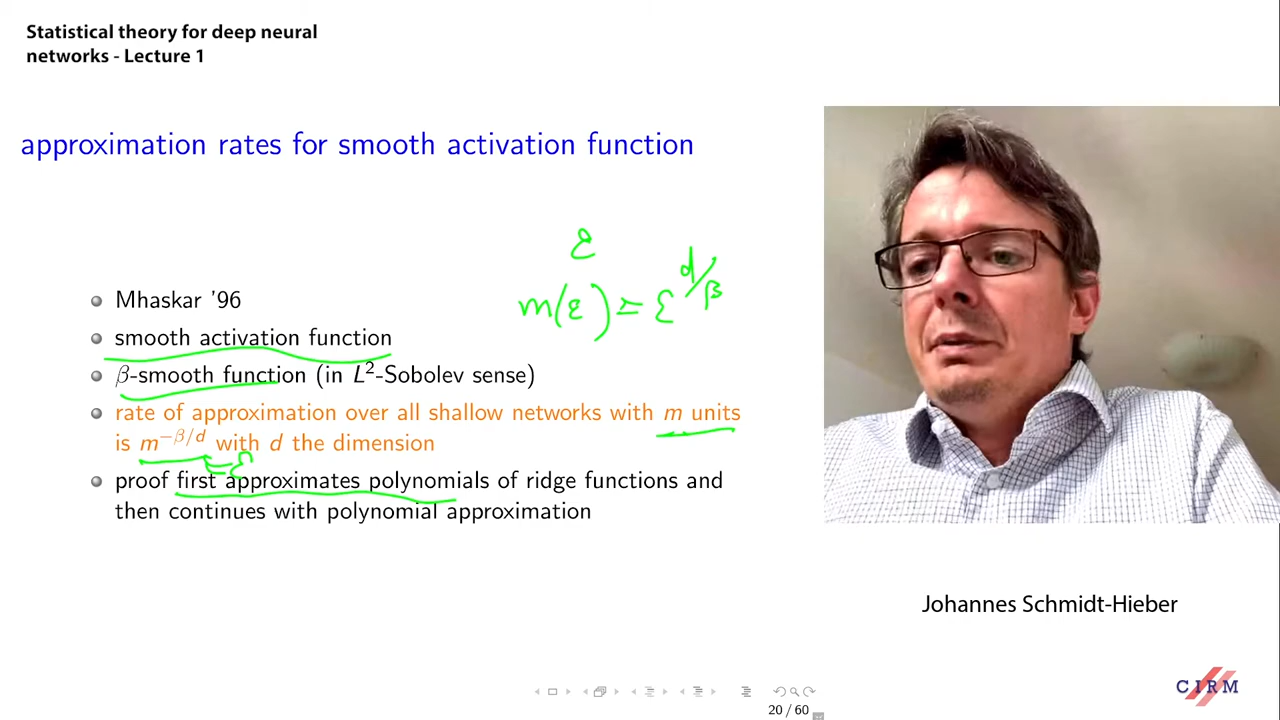 Statistical theory for deep neural
networks - Lecture 1
approximation rates for smooth activation function
ε
m(ε) ≍ ε^{d/β}
Mhaskar '96
smooth activation function
β-smooth function (in L²-Sobolev sense)
rate of approximation over all shallow networks with m units
is m^{-β/d} with d the dimension
≍ ε
proof first approximates polynomials of ridge functions and
then continues with polynomial approximation
Johannes Schmidt-Hieber
CIRM
20 / 60